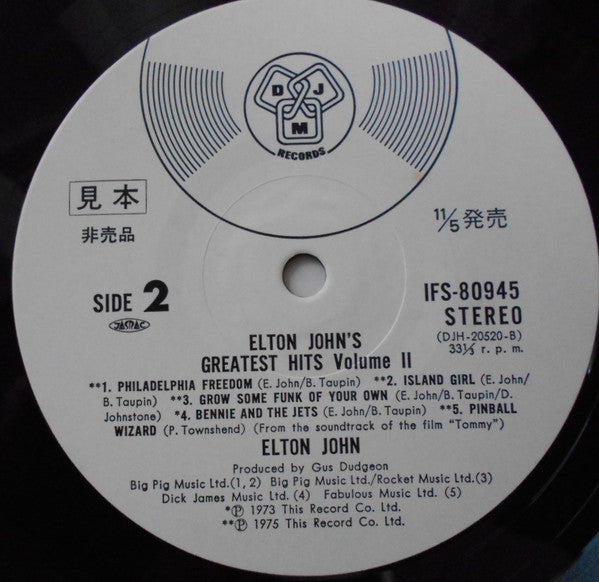 D J
M
RECORDS
見本
非売品
11/5発売
SIDE 2
JASRAC
IFS-80945
STEREO
(DJH-20520-B)
33⅓ r. p. m.
ELTON JOHN'S
GREATEST HITS Volume II
**1. PHILADELPHIA FREEDOM (E. John/B. Taupin) **2. ISLAND GIRL (E. John/
B. Taupin) **3. GROW SOME FUNK OF YOUR OWN (E. John/B. Taupin/D.
Johnstone) *4. BENNIE AND THE JETS (E. John/B. Taupin) **5. PINBALL
WIZARD (P. Townshend) (From the soundtrack of the film "Tommy")
ELTON JOHN
Produced by Gus Dudgeon
Big Pig Music Ltd.(1, 2) Big Pig Music Ltd./Rocket Music Ltd.(3)
Dick James Music Ltd. (4) Fabulous Music Ltd. (5)
*Ⓟ 1973 This Record Co. Ltd.
**Ⓟ 1975 This Record Co. Ltd.